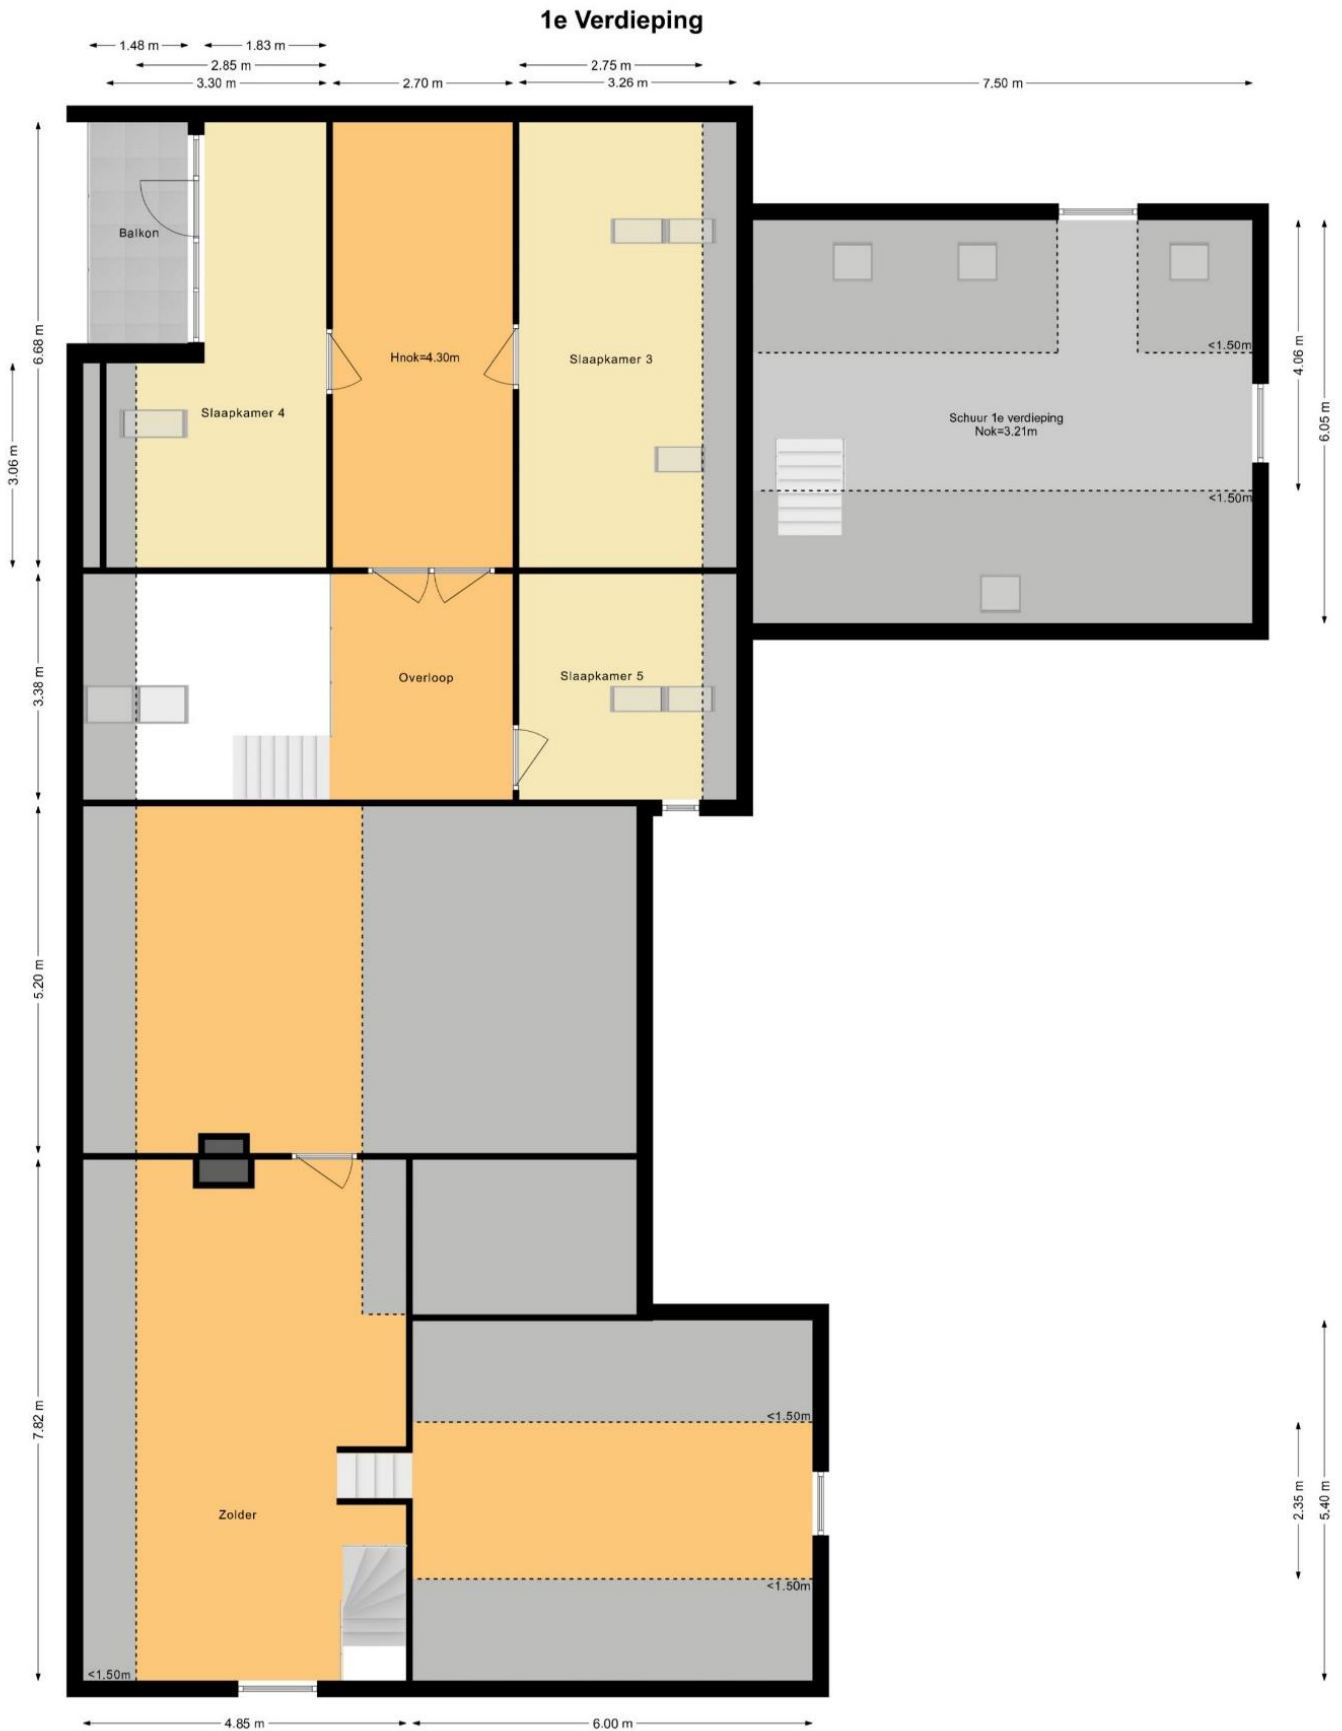 1e Verdieping
1.48 m
1.83 m
2.85 m
2.75 m
3.30 m
2.70 m
3.26 m
7.50 m
Balkon
6.68 m
Hnok=4.30m
Slaapkamer 3
<1.50m
4.06 m
Slaapkamer 4
Schuur 1e verdieping
Nok=3.21m
6.05 m
3.06 m
<1.50m
3.38 m
Overloop
Slaapkamer 5
5.20 m
7.82 m
<1.50m
2.35 m
5.40 m
Zolder
<1.50m
<1.50m
4.85 m
6.00 m